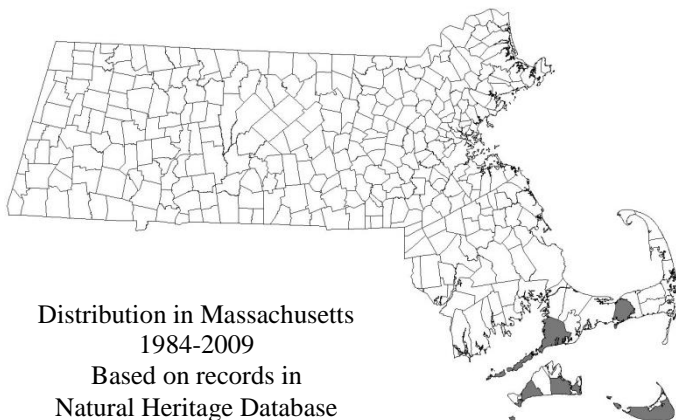 Distribution in Massachusetts
1984-2009
Based on records in
Natural Heritage Database